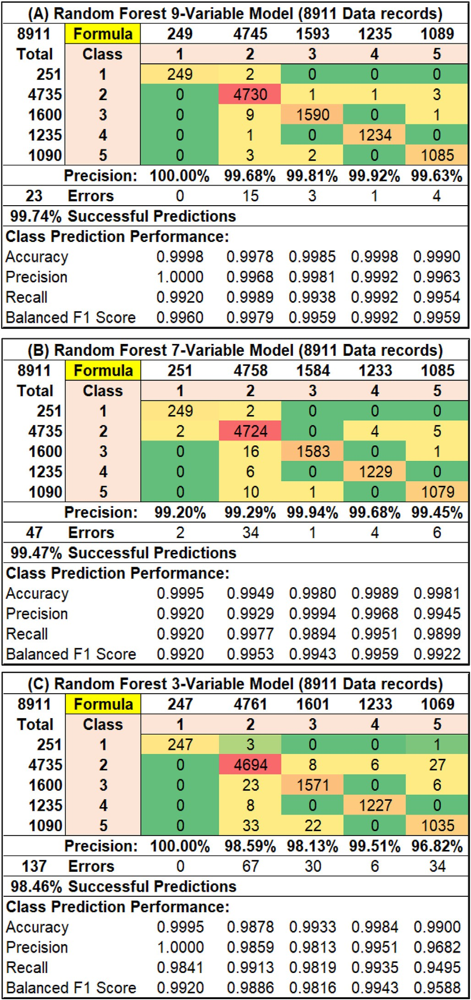 (A) Random Forest 9-Variable Model (8911 Data records)
8911 Formula 249 4745 1593 1235 1089
Total Class 1 2 3 4 5
251 1 249 2 0 0 0
4735 2 0 4730 1 1 3
1600 3 0 9 1590 0 1
1235 4 0 1 0 1234 0
1090 5 0 3 2 0 1085
Precision: 100.00% 99.68% 99.81% 99.92% 99.63%
23 Errors 0 15 3 1 4
99.74% Successful Predictions
Class Prediction Performance:
Accuracy 0.9998 0.9978 0.9985 0.9998 0.9990
Precision 1.0000 0.9968 0.9981 0.9992 0.9963
Recall 0.9920 0.9989 0.9938 0.9992 0.9954
Balanced F1 Score 0.9960 0.9979 0.9959 0.9992 0.9959
(B) Random Forest 7-Variable Model (8911 Data records)
8911 Formula 251 4758 1584 1233 1085
Total Class 1 2 3 4 5
251 1 249 2 0 0 0
4735 2 2 4724 0 4 5
1600 3 0 16 1583 0 1
1235 4 0 6 0 1229 0
1090 5 0 10 1 0 1079
Precision: 99.20% 99.29% 99.94% 99.68% 99.45%
47 Errors 2 34 1 4 6
99.47% Successful Predictions
Class Prediction Performance:
Accuracy 0.9995 0.9949 0.9980 0.9989 0.9981
Precision 0.9920 0.9929 0.9994 0.9968 0.9945
Recall 0.9920 0.9977 0.9894 0.9951 0.9899
Balanced F1 Score 0.9920 0.9953 0.9943 0.9959 0.9922
(C) Random Forest 3-Variable Model (8911 Data records)
8911 Formula 247 4761 1601 1233 1069
Total Class 1 2 3 4 5
251 1 247 3 0 0 1
4735 2 0 4694 8 6 27
1600 3 0 23 1571 0 6
1235 4 0 8 0 1227 0
1090 5 0 33 22 0 1035
Precision: 100.00% 98.59% 98.13% 99.51% 96.82%
137 Errors 0 67 30 6 34
98.46% Successful Predictions
Class Prediction Performance:
Accuracy 0.9995 0.9878 0.9933 0.9984 0.9900
Precision 1.0000 0.9859 0.9813 0.9951 0.9682
Recall 0.9841 0.9913 0.9819 0.9935 0.9495
Balanced F1 Score 0.9920 0.9886 0.9816 0.9943 0.9588